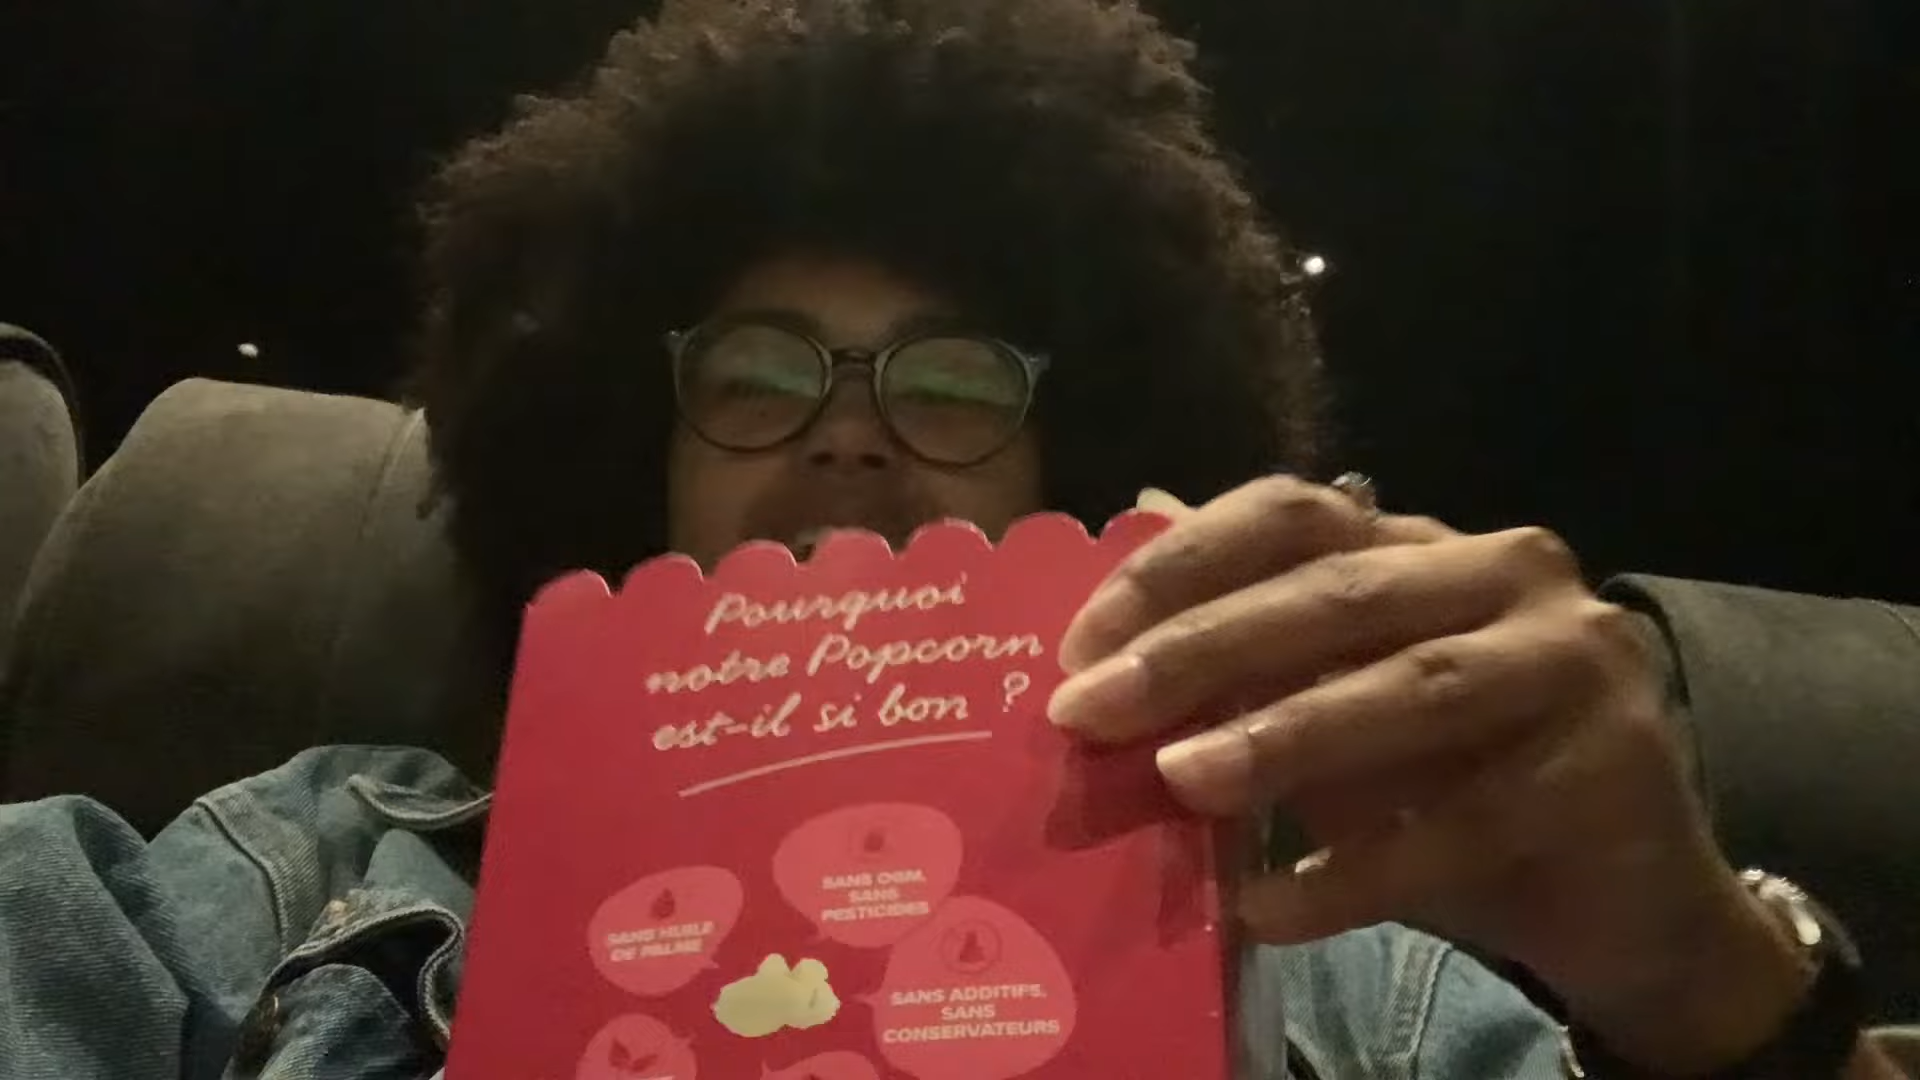 Pourquoi
notre Popcorn
est-il si bon ?
SANS OGM,
SANS
PESTICIDES
SANS HUILE
DE PALME
SANS ADDITIFS,
SANS
CONSERVATEURS